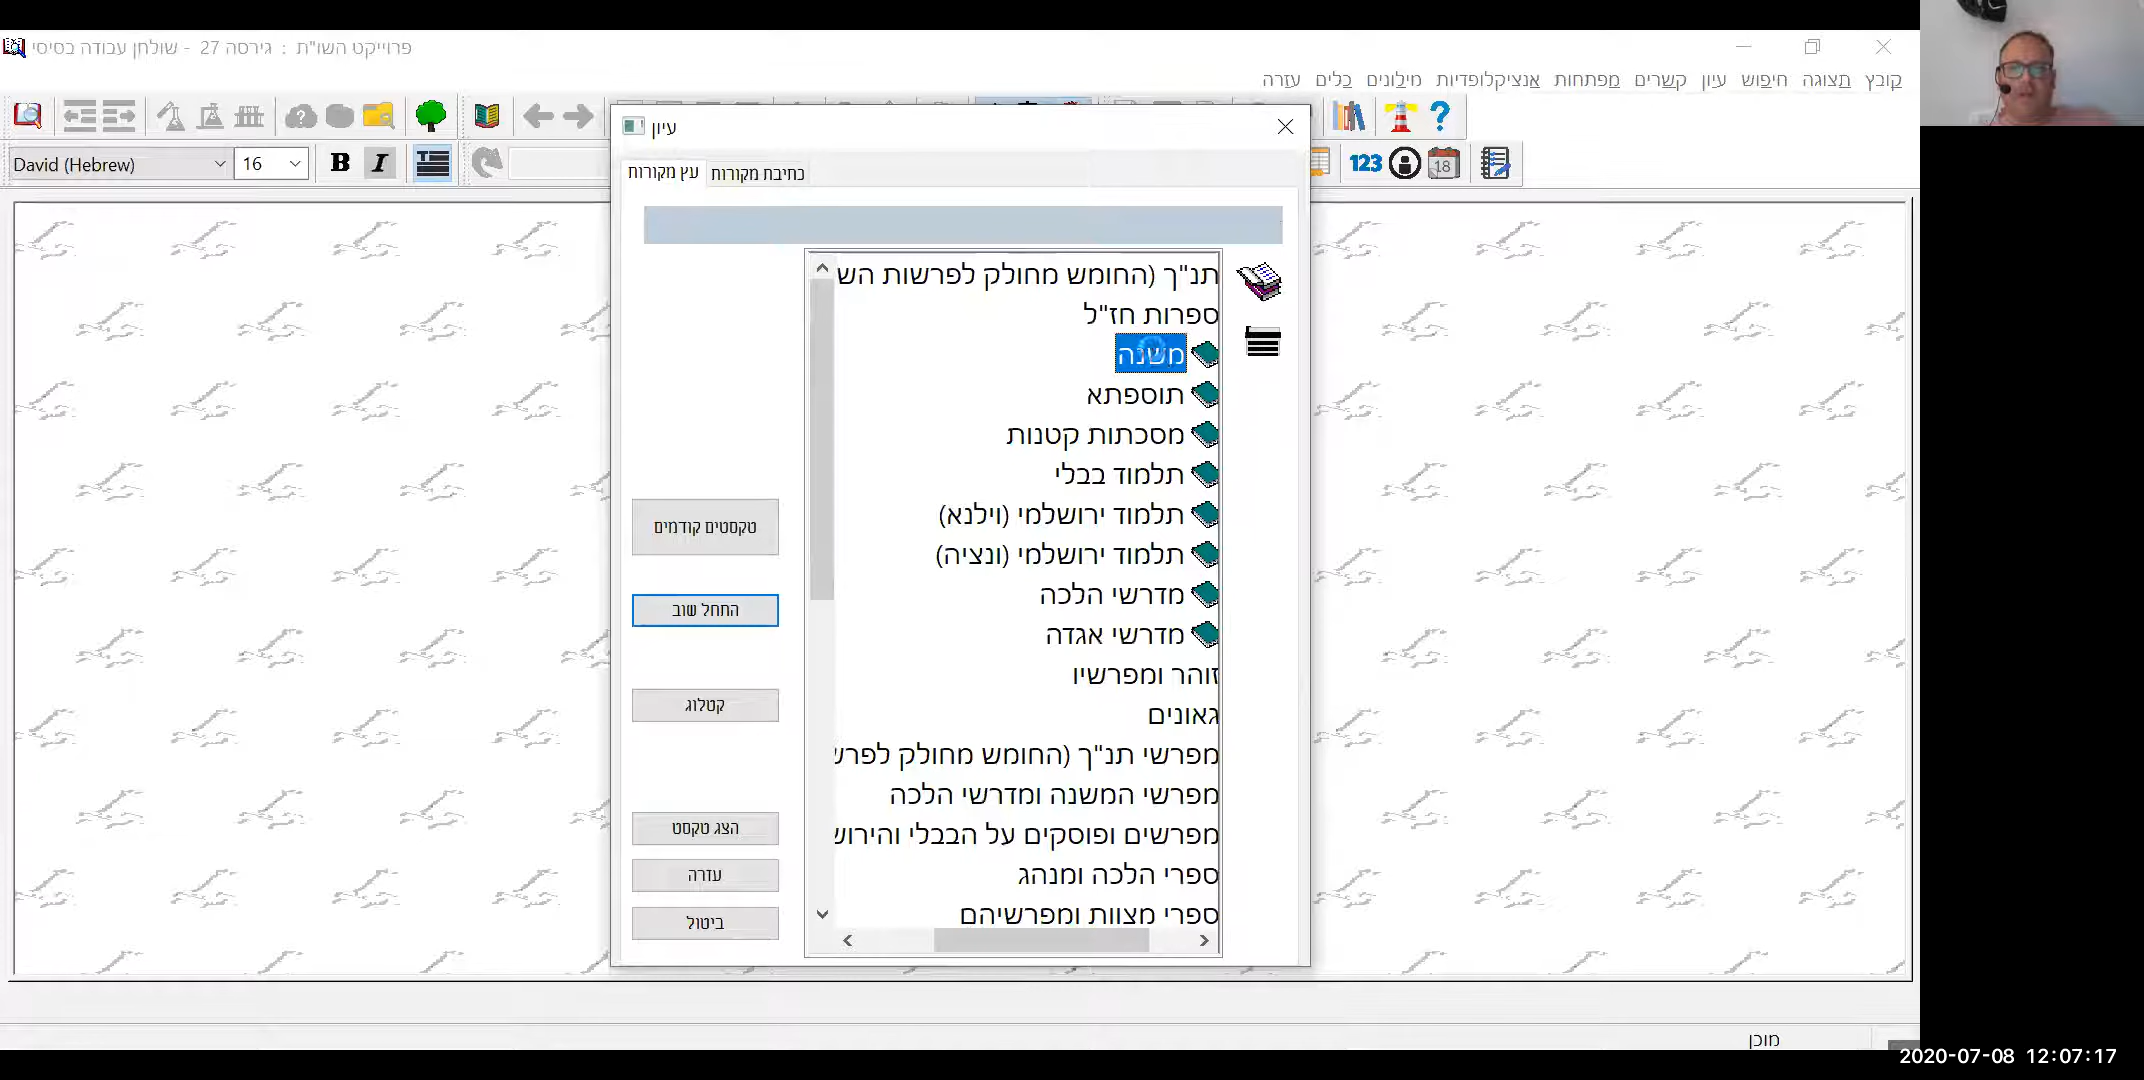 פרוייקט השו"ת : גירסה 27 - שולחן עבודה בסיסי
קובץ תצוגה חיפוש עיון קשרים מפתחות אנציקלופדיות מילונים כלים עזרה
David (Hebrew) 16 B I 123 18
עיון
עץ מקורות כתיבת מקורות
תנ"ך (החומש מחולק לפרשות הש
ספרות חז"ל
משנה
תוספתא
מסכתות קטנות
תלמוד בבלי
תלמוד ירושלמי (וילנא)
תלמוד ירושלמי (ונציה)
מדרשי הלכה
מדרשי אגדה
זוהר ומפרשיו
גאונים
מפרשי תנ"ך (החומש מחולק לפרש
מפרשי המשנה ומדרשי הלכה
מפרשים ופוסקים על הבבלי והירוש
ספרי הלכה ומנהג
ספרי מצוות ומפרשיהם
טקסטים קודמים
התחל שוב
קטלוג
הצג טקסט
עזרה
ביטול
מוכן
2020-07-08 12:07:17